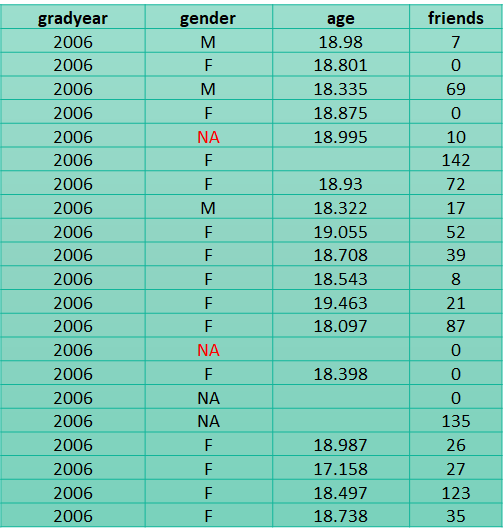 gradyear gender age friends
2006 M 18.98 7
2006 F 18.801 0
2006 M 18.335 69
2006 F 18.875 0
2006 NA 18.995 10
2006 F 142
2006 F 18.93 72
2006 M 18.322 17
2006 F 19.055 52
2006 F 18.708 39
2006 F 18.543 8
2006 F 19.463 21
2006 F 18.097 87
2006 NA 0
2006 F 18.398 0
2006 NA 0
2006 NA 135
2006 F 18.987 26
2006 F 17.158 27
2006 F 18.497 123
2006 F 18.738 35